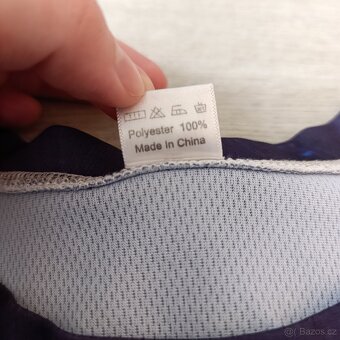 Polyester 100%
Made in China
Bazos.cz